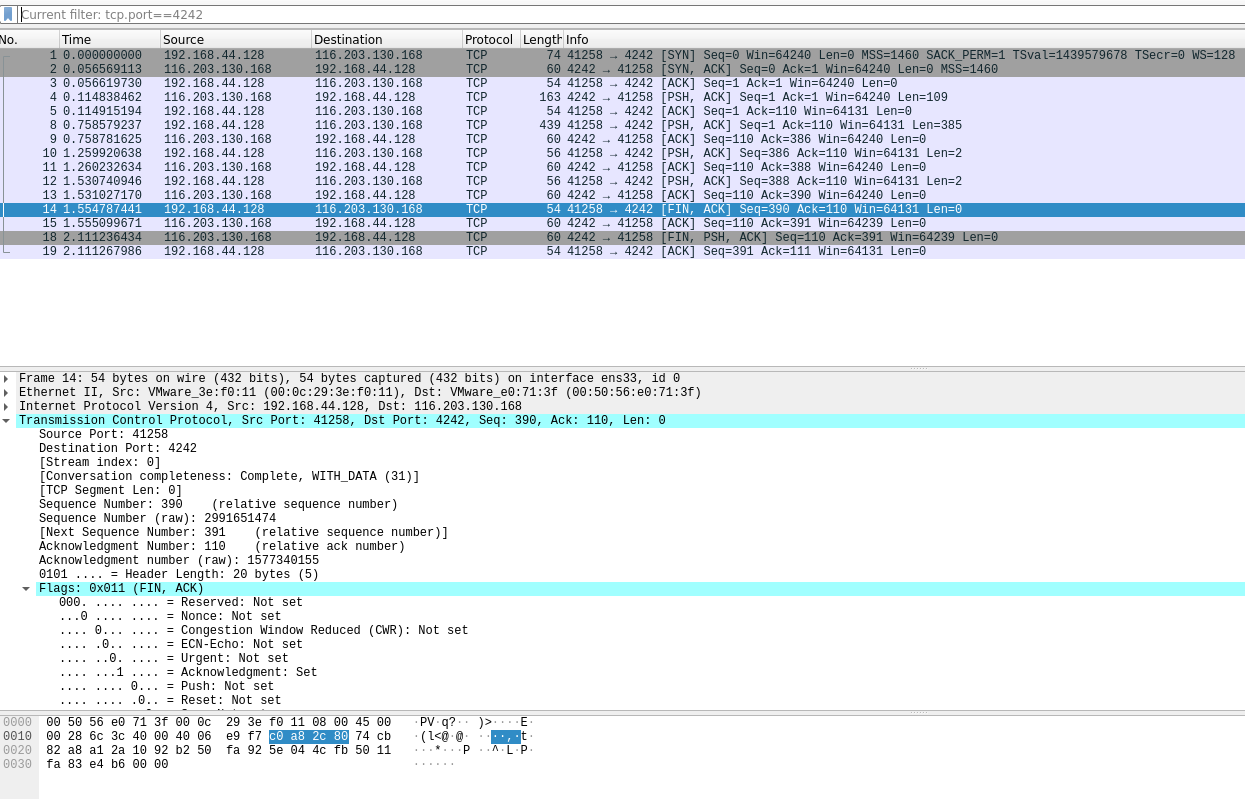 Current filter: tcp.port==4242
No. Time Source Destination Protocol Length Info
1 0.000000000 192.168.44.128 116.203.130.168 TCP 74 41258 → 4242 [SYN] Seq=0 Win=64240 Len=0 MSS=1460 SACK_PERM=1 TSval=1439579678 TSecr=0 WS=128
2 0.056569113 116.203.130.168 192.168.44.128 TCP 60 4242 → 41258 [SYN, ACK] Seq=0 Ack=1 Win=64240 Len=0 MSS=1460
3 0.056619730 192.168.44.128 116.203.130.168 TCP 54 41258 → 4242 [ACK] Seq=1 Ack=1 Win=64240 Len=0
4 0.114838462 116.203.130.168 192.168.44.128 TCP 163 4242 → 41258 [PSH, ACK] Seq=1 Ack=1 Win=64240 Len=109
5 0.114915194 192.168.44.128 116.203.130.168 TCP 54 41258 → 4242 [ACK] Seq=1 Ack=110 Win=64131 Len=0
8 0.758579237 192.168.44.128 116.203.130.168 TCP 439 41258 → 4242 [PSH, ACK] Seq=1 Ack=110 Win=64131 Len=385
9 0.758781625 116.203.130.168 192.168.44.128 TCP 60 4242 → 41258 [ACK] Seq=110 Ack=386 Win=64240 Len=0
10 1.259920638 192.168.44.128 116.203.130.168 TCP 56 41258 → 4242 [PSH, ACK] Seq=386 Ack=110 Win=64131 Len=2
11 1.260232634 116.203.130.168 192.168.44.128 TCP 60 4242 → 41258 [ACK] Seq=110 Ack=388 Win=64240 Len=0
12 1.530740946 192.168.44.128 116.203.130.168 TCP 56 41258 → 4242 [PSH, ACK] Seq=388 Ack=110 Win=64131 Len=2
13 1.531027170 116.203.130.168 192.168.44.128 TCP 60 4242 → 41258 [ACK] Seq=110 Ack=390 Win=64240 Len=0
14 1.554787441 192.168.44.128 116.203.130.168 TCP 54 41258 → 4242 [FIN, ACK] Seq=390 Ack=110 Win=64131 Len=0
15 1.555099671 116.203.130.168 192.168.44.128 TCP 60 4242 → 41258 [ACK] Seq=110 Ack=391 Win=64239 Len=0
18 2.111236434 116.203.130.168 192.168.44.128 TCP 60 4242 → 41258 [FIN, PSH, ACK] Seq=110 Ack=391 Win=64239 Len=0
19 2.111267986 192.168.44.128 116.203.130.168 TCP 54 41258 → 4242 [ACK] Seq=391 Ack=111 Win=64131 Len=0
Frame 14: 54 bytes on wire (432 bits), 54 bytes captured (432 bits) on interface ens33, id 0
Ethernet II, Src: VMware_3e:f0:11 (00:0c:29:3e:f0:11), Dst: VMware_e0:71:3f (00:50:56:e0:71:3f)
Internet Protocol Version 4, Src: 192.168.44.128, Dst: 116.203.130.168
Transmission Control Protocol, Src Port: 41258, Dst Port: 4242, Seq: 390, Ack: 110, Len: 0
Source Port: 41258
Destination Port: 4242
[Stream index: 0]
[Conversation completeness: Complete, WITH_DATA (31)]
[TCP Segment Len: 0]
Sequence Number: 390    (relative sequence number)
Sequence Number (raw): 2991651474
[Next Sequence Number: 391    (relative sequence number)]
Acknowledgment Number: 110    (relative ack number)
Acknowledgment number (raw): 1577340155
0101 .... = Header Length: 20 bytes (5)
Flags: 0x011 (FIN, ACK)
000. .... .... = Reserved: Not set
...0 .... .... = Nonce: Not set
.... 0... .... = Congestion Window Reduced (CWR): Not set
.... .0.. .... = ECN-Echo: Not set
.... ..0. .... = Urgent: Not set
.... ...1 .... = Acknowledgment: Set
.... .... 0... = Push: Not set
.... .... .0.. = Reset: Not set
0000 00 50 56 e0 71 3f 00 0c 29 3e f0 11 08 00 45 00 ·PV·q?·· )>····E·
0010 00 28 6c 3c 40 00 40 06 e9 f7 c0 a8 2c 80 74 cb ·(l<@·@· ····,·t·
0020 82 a8 a1 2a 10 92 b2 50 fa 92 5e 04 4c fb 50 11 ···*···P ··^·L·P·
0030 fa 83 e4 b6 00 00 ······